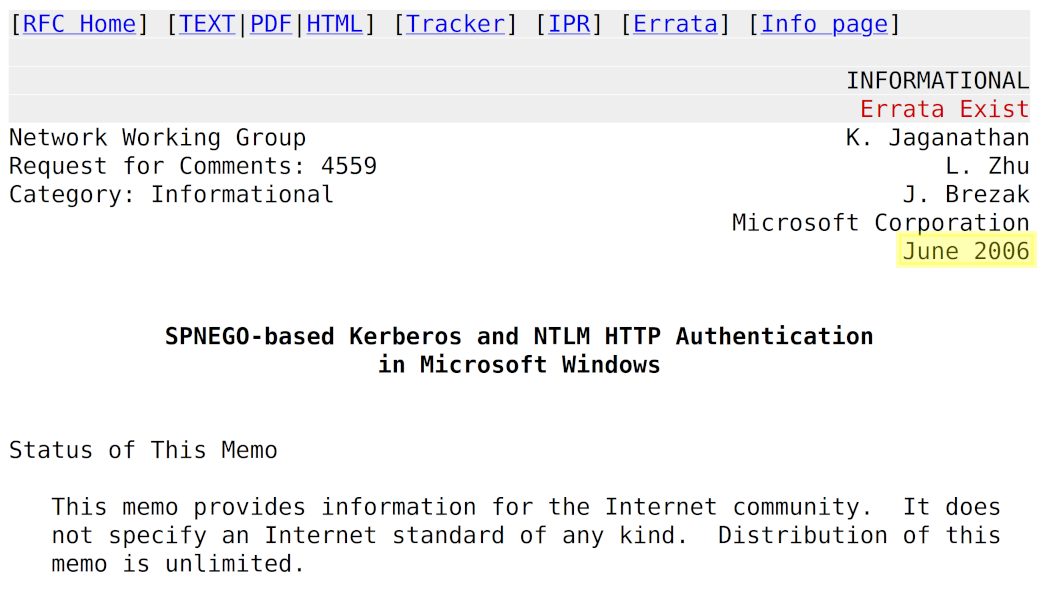 [RFC Home] [TEXT|PDF|HTML] [Tracker] [IPR] [Errata] [Info page]
INFORMATIONAL
Errata Exist
Network Working Group K. Jaganathan
Request for Comments: 4559 L. Zhu
Category: Informational J. Brezak
Microsoft Corporation
June 2006
SPNEGO-based Kerberos and NTLM HTTP Authentication
in Microsoft Windows
Status of This Memo
This memo provides information for the Internet community. It does
not specify an Internet standard of any kind. Distribution of this
memo is unlimited.